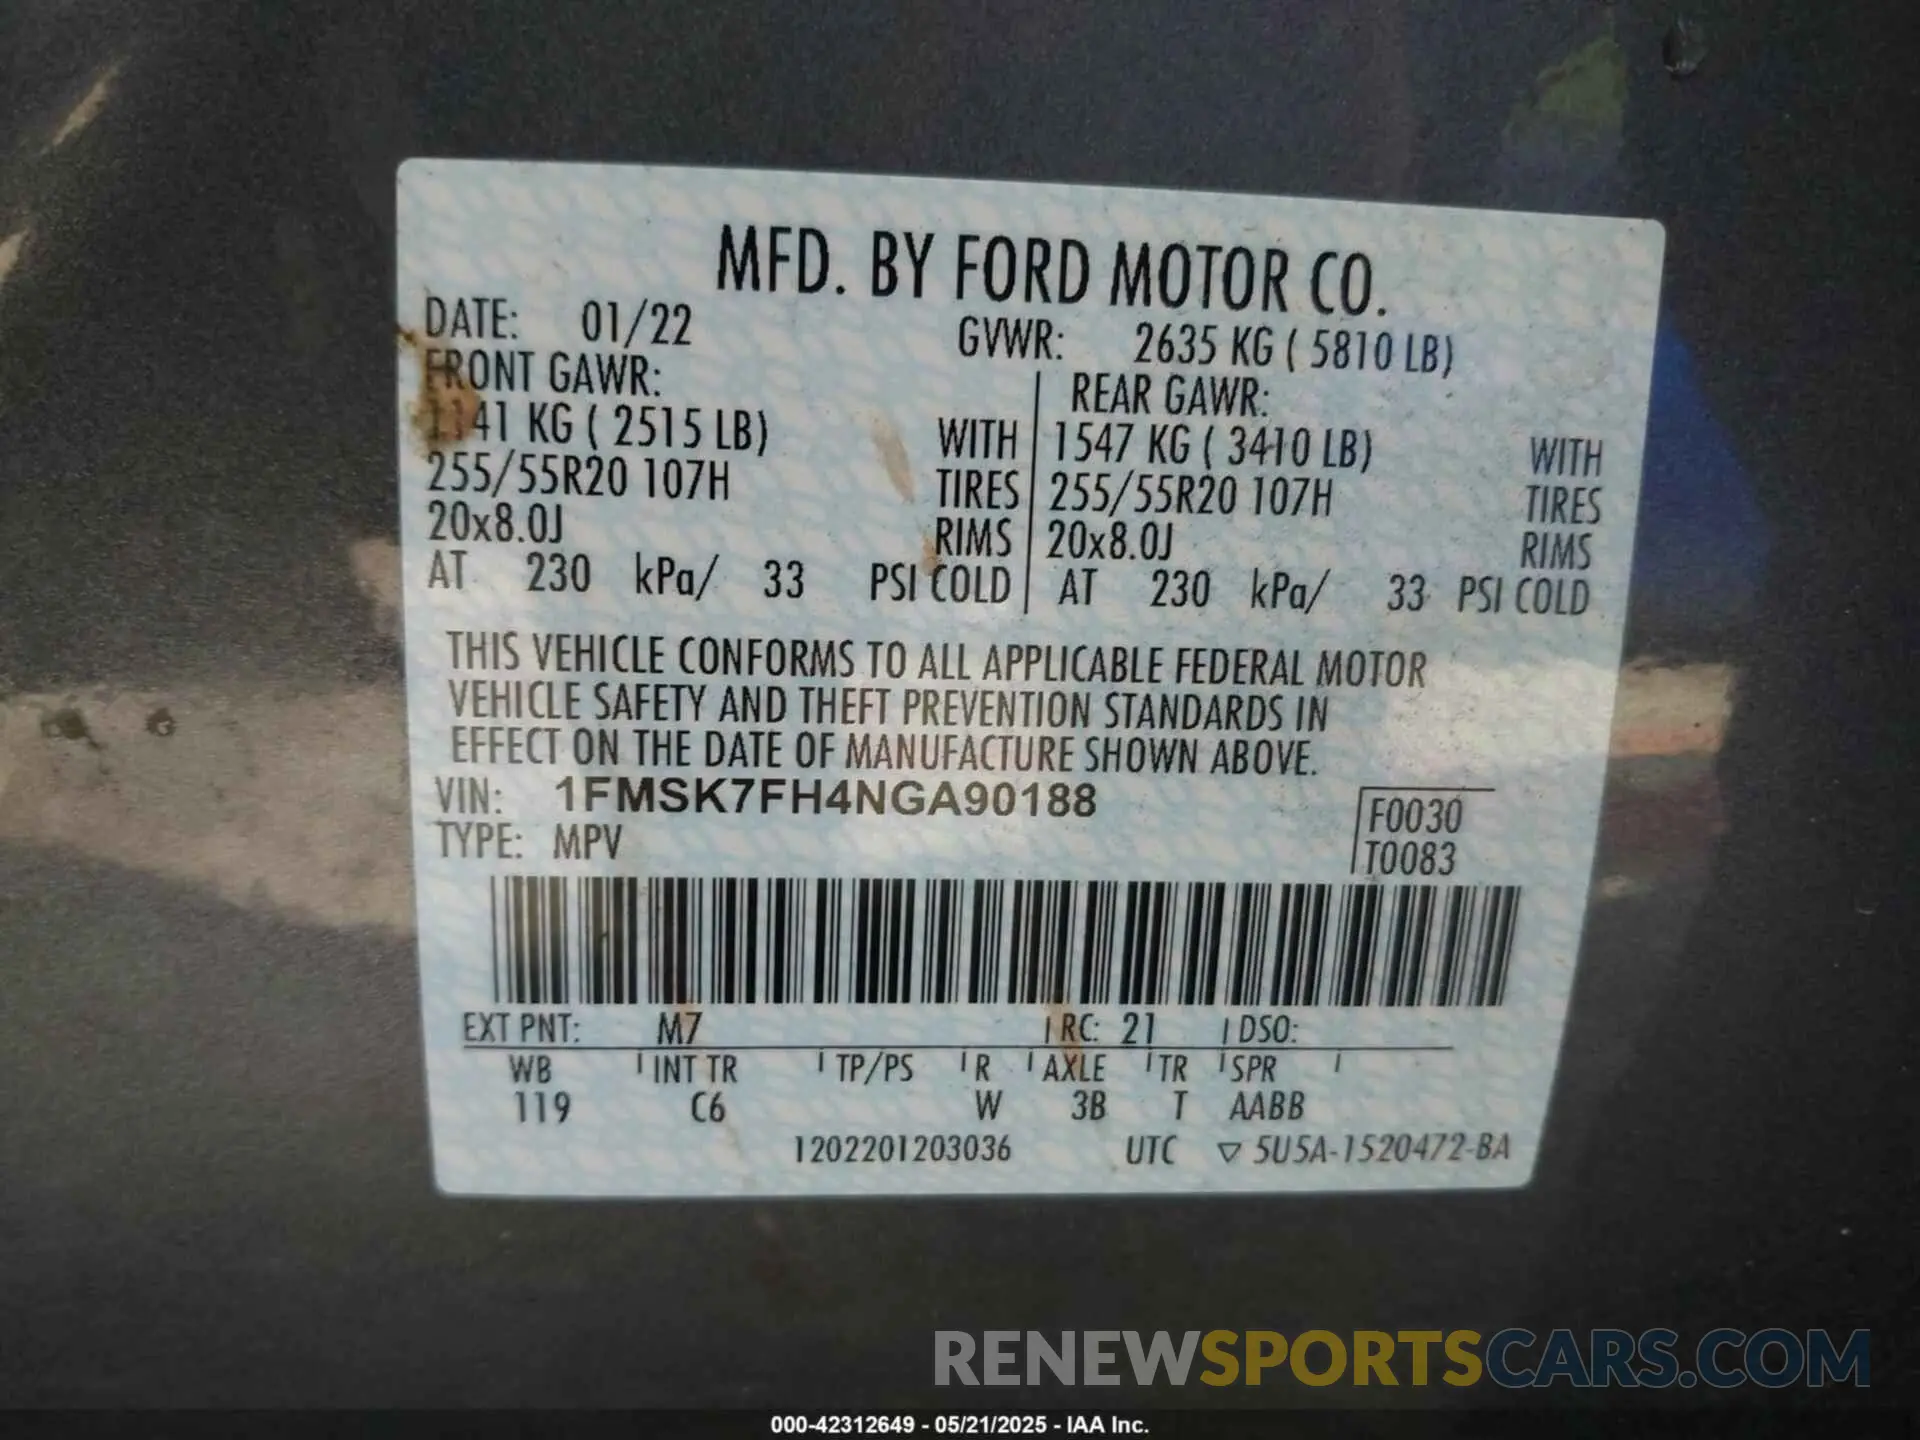 MFD. BY FORD MOTOR CO.
DATE: 01/22 GVWR: 2635 KG ( 5810 LB)
FRONT GAWR: REAR GAWR:
1141 KG ( 2515 LB) WITH 1547 KG ( 3410 LB) WITH
255/55R20 107H TIRES 255/55R20 107H TIRES
20x8.0J RIMS 20x8.0J RIMS
AT 230 kPa/ 33 PSI COLD AT 230 kPa/ 33 PSI COLD
THIS VEHICLE CONFORMS TO ALL APPLICABLE FEDERAL MOTOR
VEHICLE SAFETY AND THEFT PREVENTION STANDARDS IN
EFFECT ON THE DATE OF MANUFACTURE SHOWN ABOVE.
VIN: 1FMSK7FH4NGA90188 F0030
TYPE: MPV T0083
EXT PNT: M7 RC: 21 DSO:
WB INT TR TP/PS R AXLE TR SPR
119 C6 W 3B T AABB
1202201203036 UTC ▽ 5U5A-1520472-BA
RENEWSPORTSCARS.COM
000-42312649 - 05/21/2025 - IAA Inc.